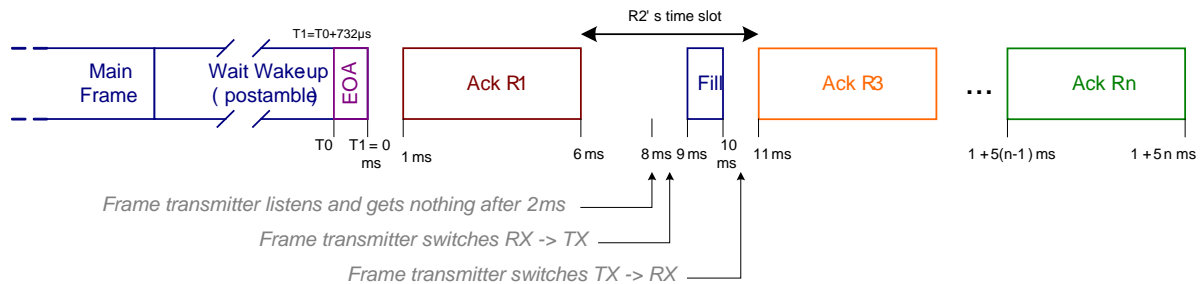 R2's time slot
T1=T0+732µs
Main
Frame
Wait Wakeup
( postamble)
EOA
Ack R1
Fill
Ack R3
...
Ack Rn
T0
T1 = 0
ms
1 ms
6 ms
8 ms
9 ms
10
ms
11 ms
1 + 5(n-1) ms
1 + 5 n ms
Frame transmitter listens and gets nothing after 2ms
Frame transmitter switches RX -> TX
Frame transmitter switches TX -> RX